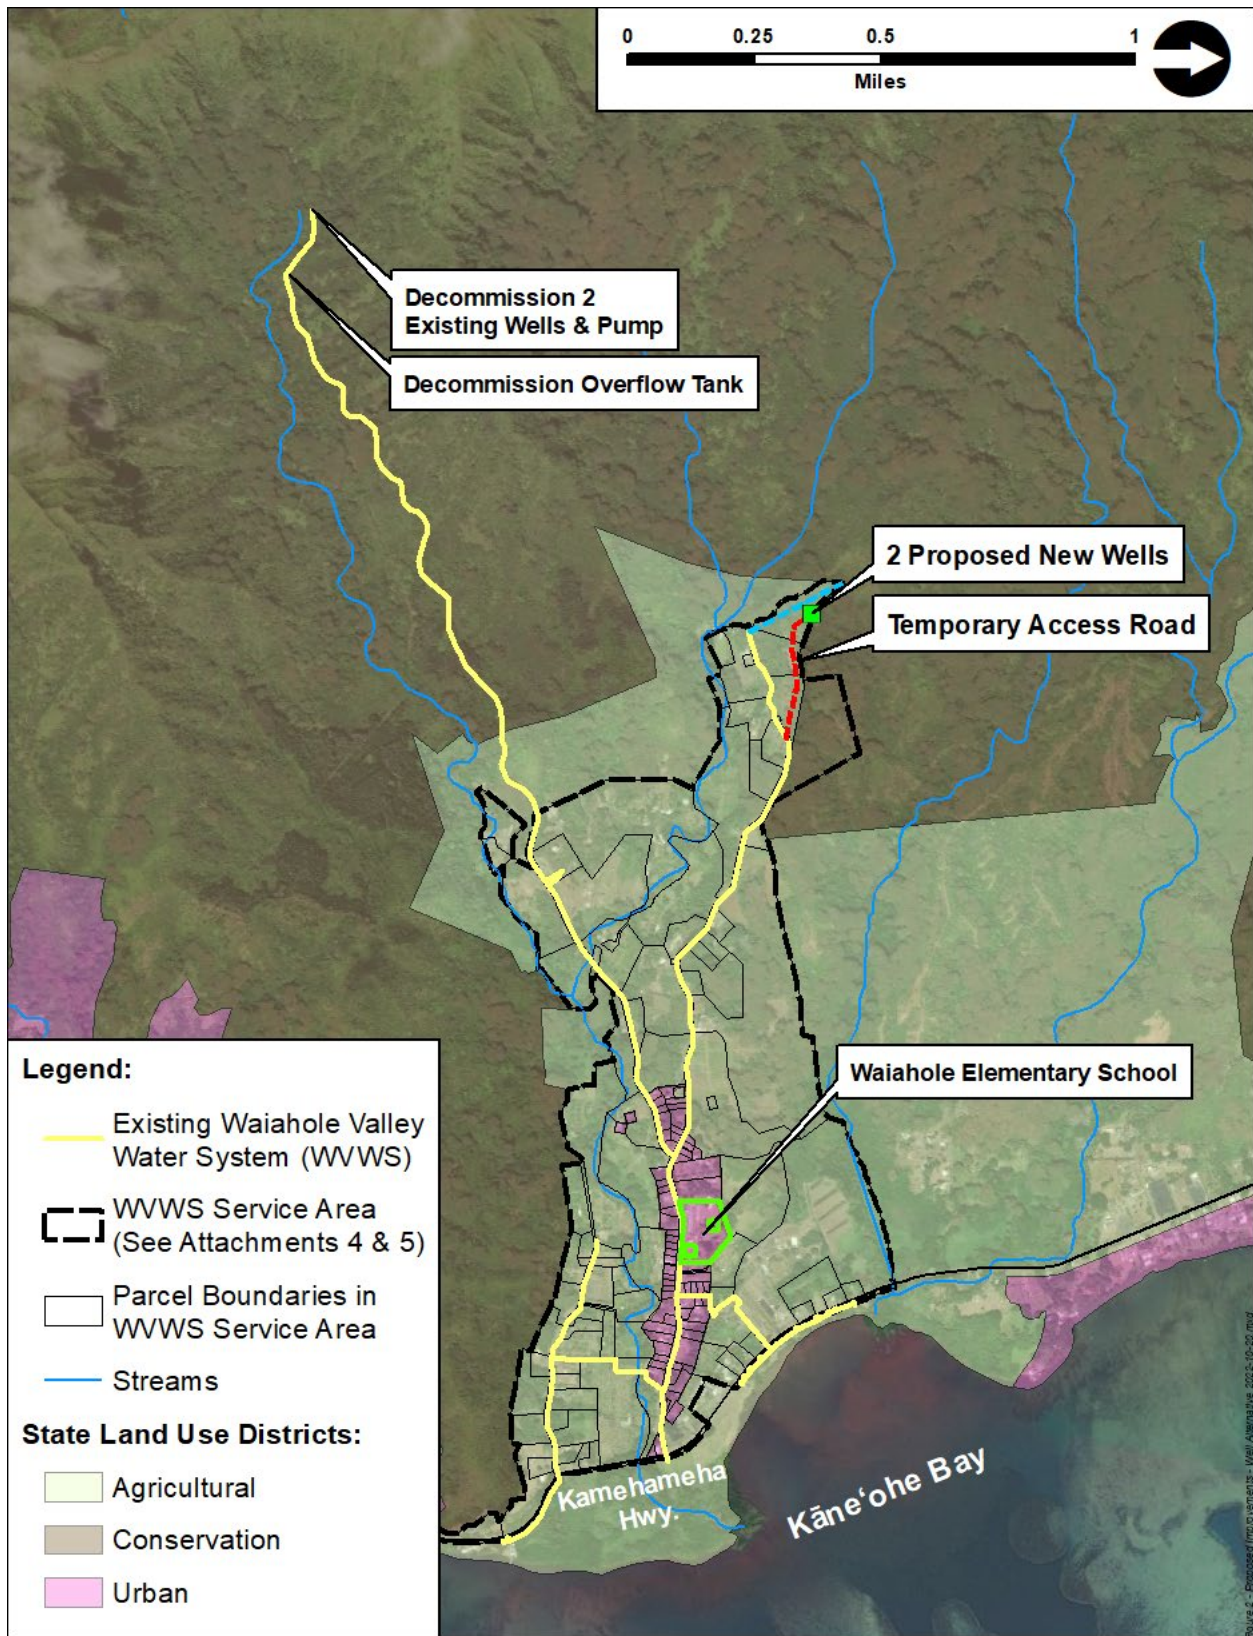 0 0.25 0.5 1
Miles
Decommission 2
Existing Wells & Pump
Decommission Overflow Tank
2 Proposed New Wells
Temporary Access Road
Waiahole Elementary School
Legend:
Existing Waiahole Valley
Water System (WVWS)
WVWS Service Area
(See Attachments 4 & 5)
Parcel Boundaries in
WVWS Service Area
Streams
State Land Use Districts:
Agricultural
Conservation
Urban
Kamehameha
Hwy.
Kāneʻohe Bay